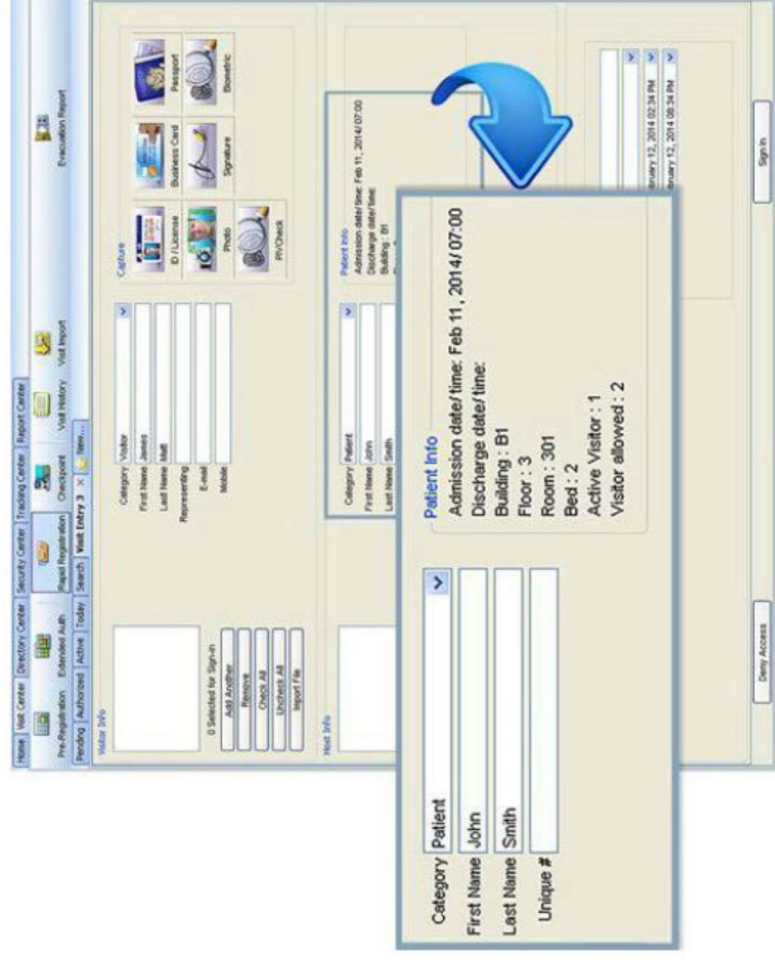 Home Visit Center Directory Center Security Center Tracking Center Report Center
Pre-Registration Extended Auth Rapid Registration Checkpoint Visit History Visit Import Evacuation Report
Pending Authorized Active Today Search Visit Entry 3 × New...
Visitor Info
0 Selected for Sign-in
Add Another
Remove
Check All
Uncheck All
Import File
Category Visitor
First Name James
Last Name Matt
Representing
E-mail
Mobile
Capture
ID / License Business Card Passport
Photo Signature Biometric
PIVCheck
Host Info
Category Patient
First Name John
Last Name Smith
Patient Info
Admission date/ time: Feb 11, 2014/ 07:00
Discharge date/ time:
Building : B1
Category Patient
First Name John
Last Name Smith
Unique #
Patient Info
Admission date/ time: Feb 11, 2014/ 07:00
Discharge date/ time:
Building : B1
Floor : 3
Room : 301
Bed : 2
Active Visitor : 1
Visitor allowed : 2
bruary 12, 2014 02:34 PM
bruary 12, 2014 08:34 PM
Deny Access Sign In